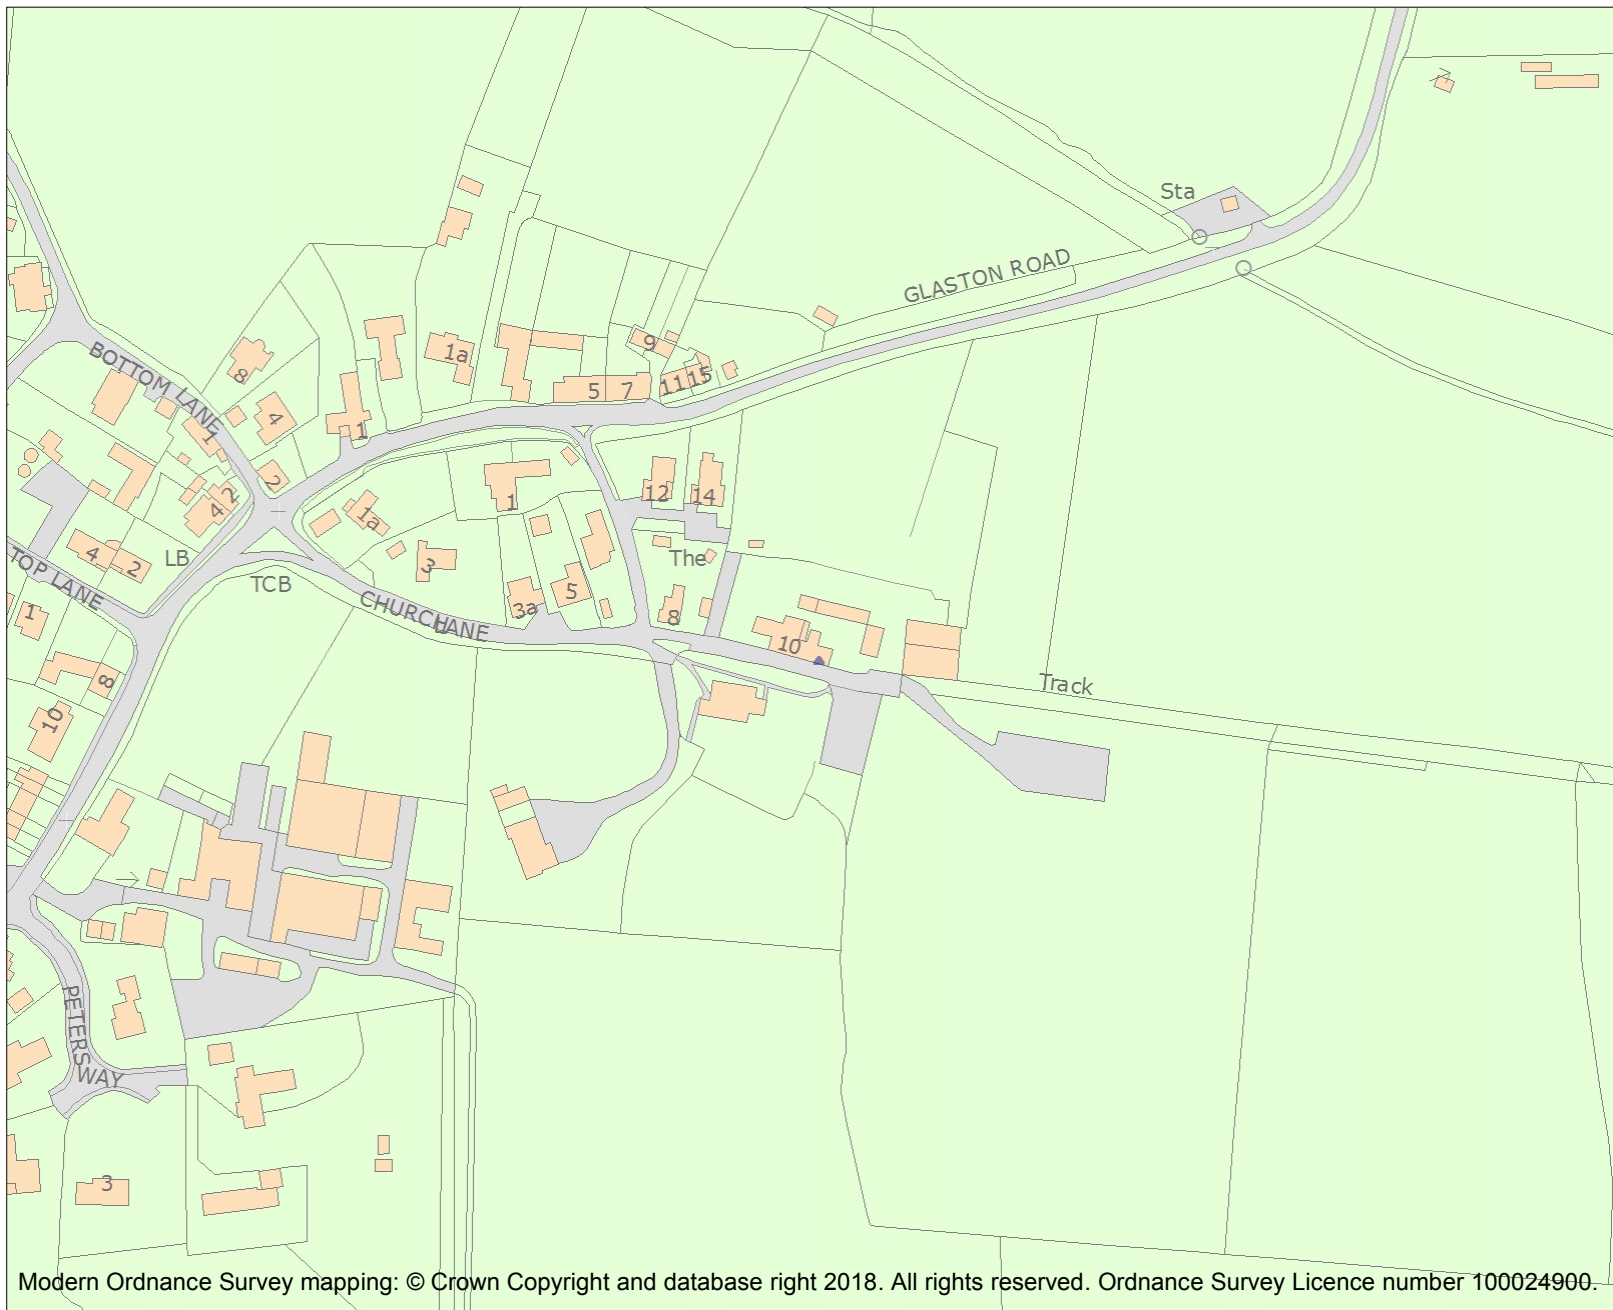 Sta
GLASTON ROAD
BOTTOM LANE
8
1a
9
5
7
11
15
4
1
1
2
2
4
1a
1
12
14
4
2
LB
3
5
3a
The
TOP LANE
TCB
CHURCH LANE
8
10
1
8
10
Track
PETERS WAY
3
Modern Ordnance Survey mapping: © Crown Copyright and database right 2018. All rights reserved. Ordnance Survey Licence number 100024900.